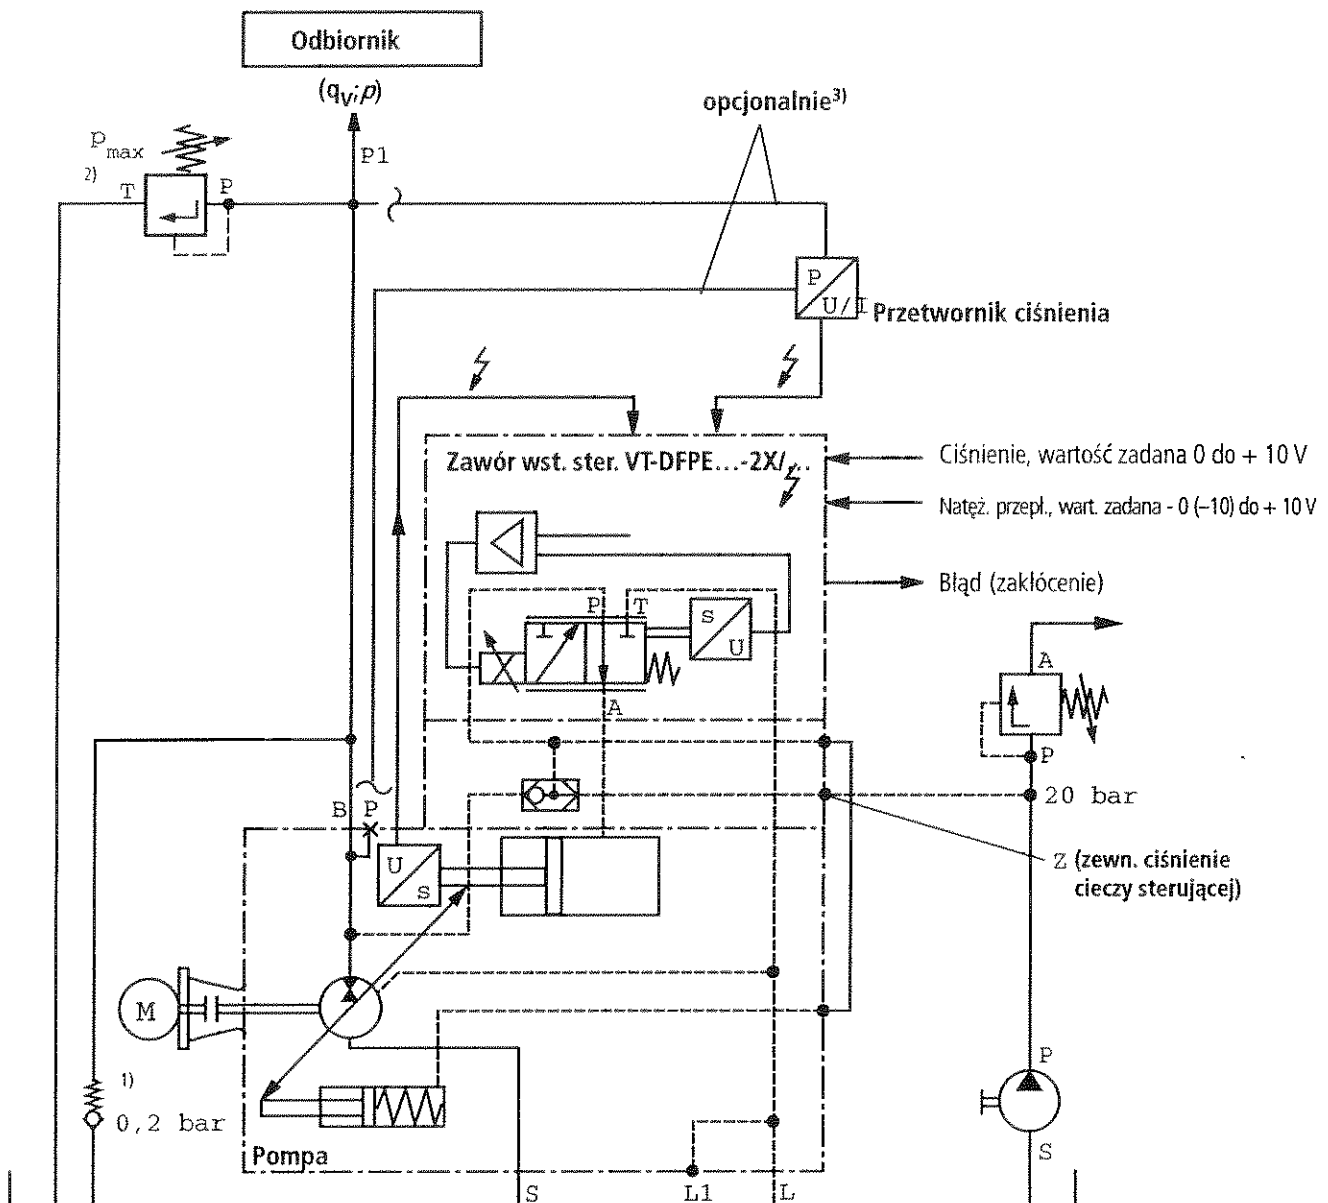 Odbiornik
(qV; p)
opcjonalnie3)
pmax
2)
T
P
P1
P
U/I
Przetwornik ciśnienia
Zawór wst. ster. VT-DFPE...-2X/...
Ciśnienie, wartość zadana 0 do + 10 V
Natęż. przepł., wart. zadana - 0 (–10) do + 10 V
Błąd (zakłócenie)
P
T
s
U
A
A
P
20 bar
B
P
U
s
Z (zewn. ciśnienie
cieczy sterującej)
M
1)
0,2 bar
P
S
Pompa
S
L1
L